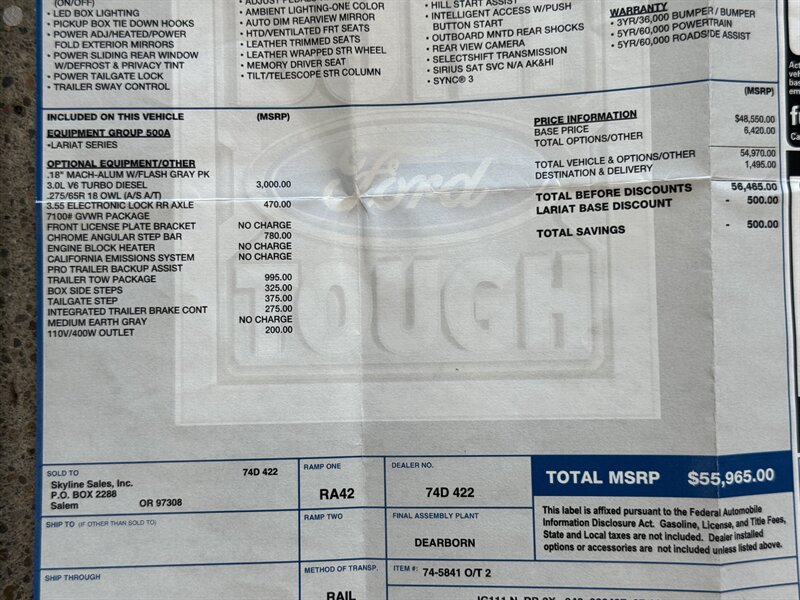 (ON/OFF)
• LED BOX LIGHTING
• PICKUP BOX TIE DOWN HOOKS
• POWER ADJ/HEATED/POWER
FOLD EXTERIOR MIRRORS
• POWER SLIDING REAR WINDOW
W/DEFROST & PRIVACY TINT
• POWER TAILGATE LOCK
• TRAILER SWAY CONTROL
• AMBIENT LIGHTING-ONE COLOR
• AUTO DIM REARVIEW MIRROR
• HTD/VENTILATED FRT SEATS
• LEATHER TRIMMED SEATS
• LEATHER WRAPPED STR WHEEL
• MEMORY DRIVER SEAT
• TILT/TELESCOPE STR COLUMN
• HILL START ASSIST
• INTELLIGENT ACCESS W/PUSH
BUTTON START
• OUTBOARD MNTD REAR SHOCKS
• REAR VIEW CAMERA
• SELECTSHIFT TRANSMISSION
• SIRIUS SAT SVC N/A AK&HI
• SYNC® 3
WARRANTY
• 3YR/36,000 BUMPER / BUMPER
• 5YR/60,000 POWERTRAIN
• 5YR/60,000 ROADSIDE ASSIST
INCLUDED ON THIS VEHICLE (MSRP)
EQUIPMENT GROUP 500A
•LARIAT SERIES
OPTIONAL EQUIPMENT/OTHER
.18" MACH-ALUM W/FLASH GRAY PK
3.0L V6 TURBO DIESEL 3,000.00
.275/65R 18 OWL (A/S A/T)
3.55 ELECTRONIC LOCK RR AXLE 470.00
7100# GVWR PACKAGE
FRONT LICENSE PLATE BRACKET NO CHARGE
CHROME ANGULAR STEP BAR 780.00
ENGINE BLOCK HEATER NO CHARGE
CALIFORNIA EMISSIONS SYSTEM NO CHARGE
PRO TRAILER BACKUP ASSIST
TRAILER TOW PACKAGE 995.00
BOX SIDE STEPS 325.00
TAILGATE STEP 375.00
INTEGRATED TRAILER BRAKE CONT 275.00
MEDIUM EARTH GRAY NO CHARGE
110V/400W OUTLET 200.00
(MSRP)
PRICE INFORMATION
BASE PRICE $48,550.00
TOTAL OPTIONS/OTHER 6,420.00
TOTAL VEHICLE & OPTIONS/OTHER 54,970.00
DESTINATION & DELIVERY 1,495.00
TOTAL BEFORE DISCOUNTS 56,465.00
LARIAT BASE DISCOUNT - 500.00
TOTAL SAVINGS - 500.00
Ford
TOUGH
SOLD TO 74D 422
Skyline Sales, Inc.
P.O. BOX 2288
Salem OR 97308
SHIP TO (IF OTHER THAN SOLD TO)
SHIP THROUGH
RAMP ONE
RA42
RAMP TWO
METHOD OF TRANSP.
RAIL
DEALER NO.
74D 422
FINAL ASSEMBLY PLANT
DEARBORN
ITEM #: 74-5841 O/T 2
TOTAL MSRP $55,965.00
This label is affixed pursuant to the Federal Automobile
Information Disclosure Act. Gasoline, License, and Title Fees,
State and Local taxes are not included. Dealer installed
options or accessories are not included unless listed above.